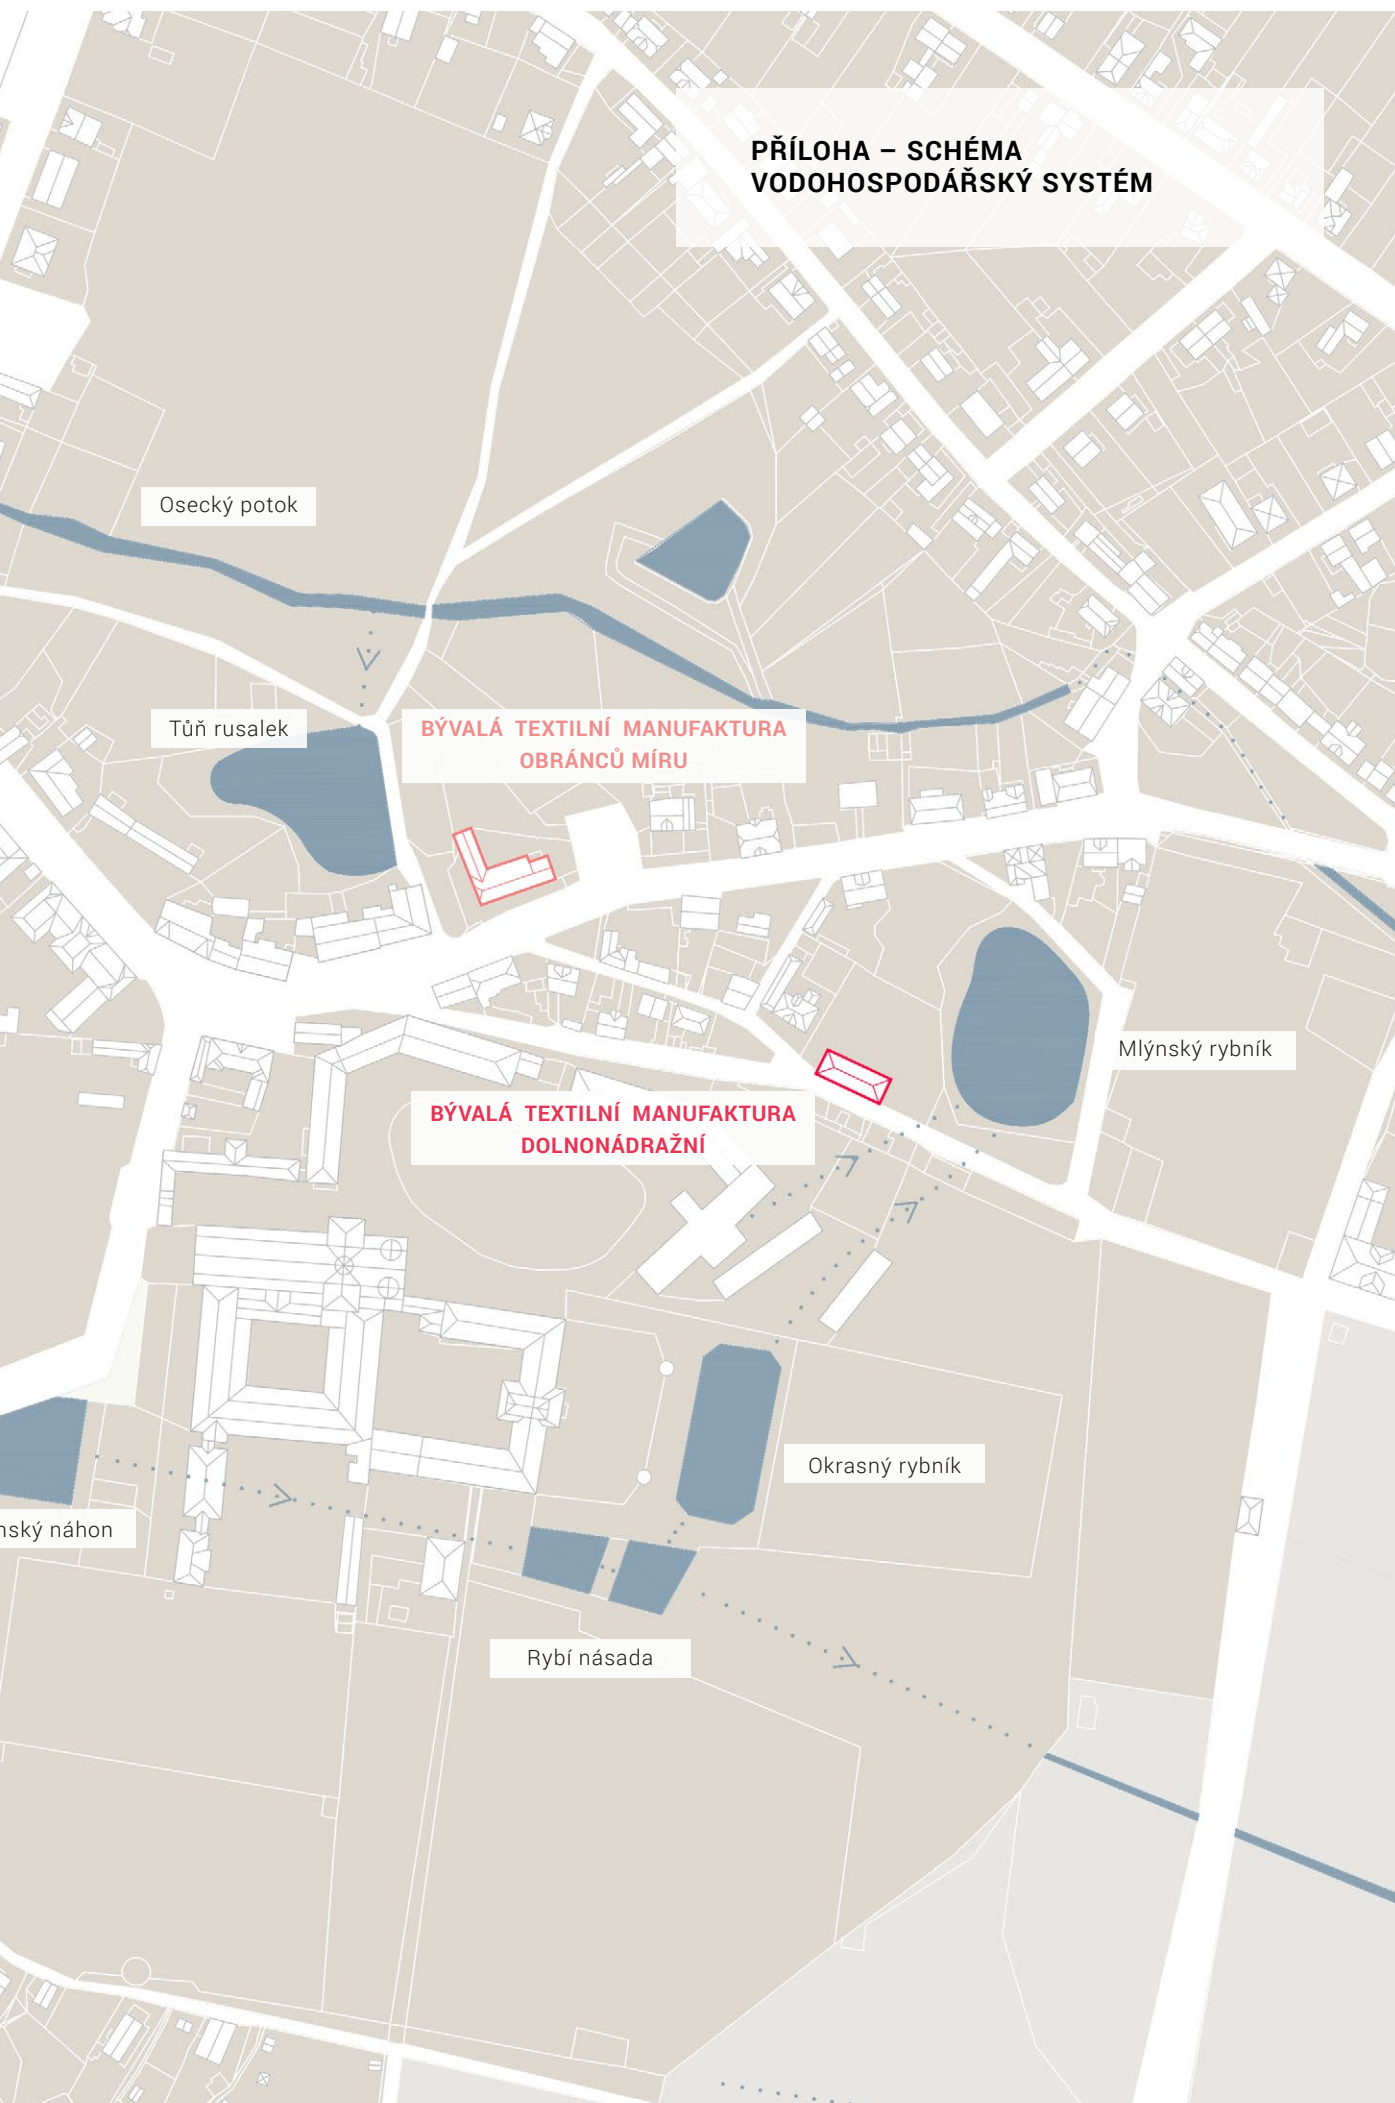 PŘÍLOHA – SCHÉMA
VODOHOSPODÁŘSKÝ SYSTÉM
Osecký potok
Tůň rusalek
BÝVALÁ TEXTILNÍ MANUFAKTURA
OBRÁNCŮ MÍRU
Mlýnský rybník
BÝVALÁ TEXTILNÍ MANUFAKTURA
DOLNONÁDRAŽNÍ
Okrasný rybník
nský náhon
Rybí násada